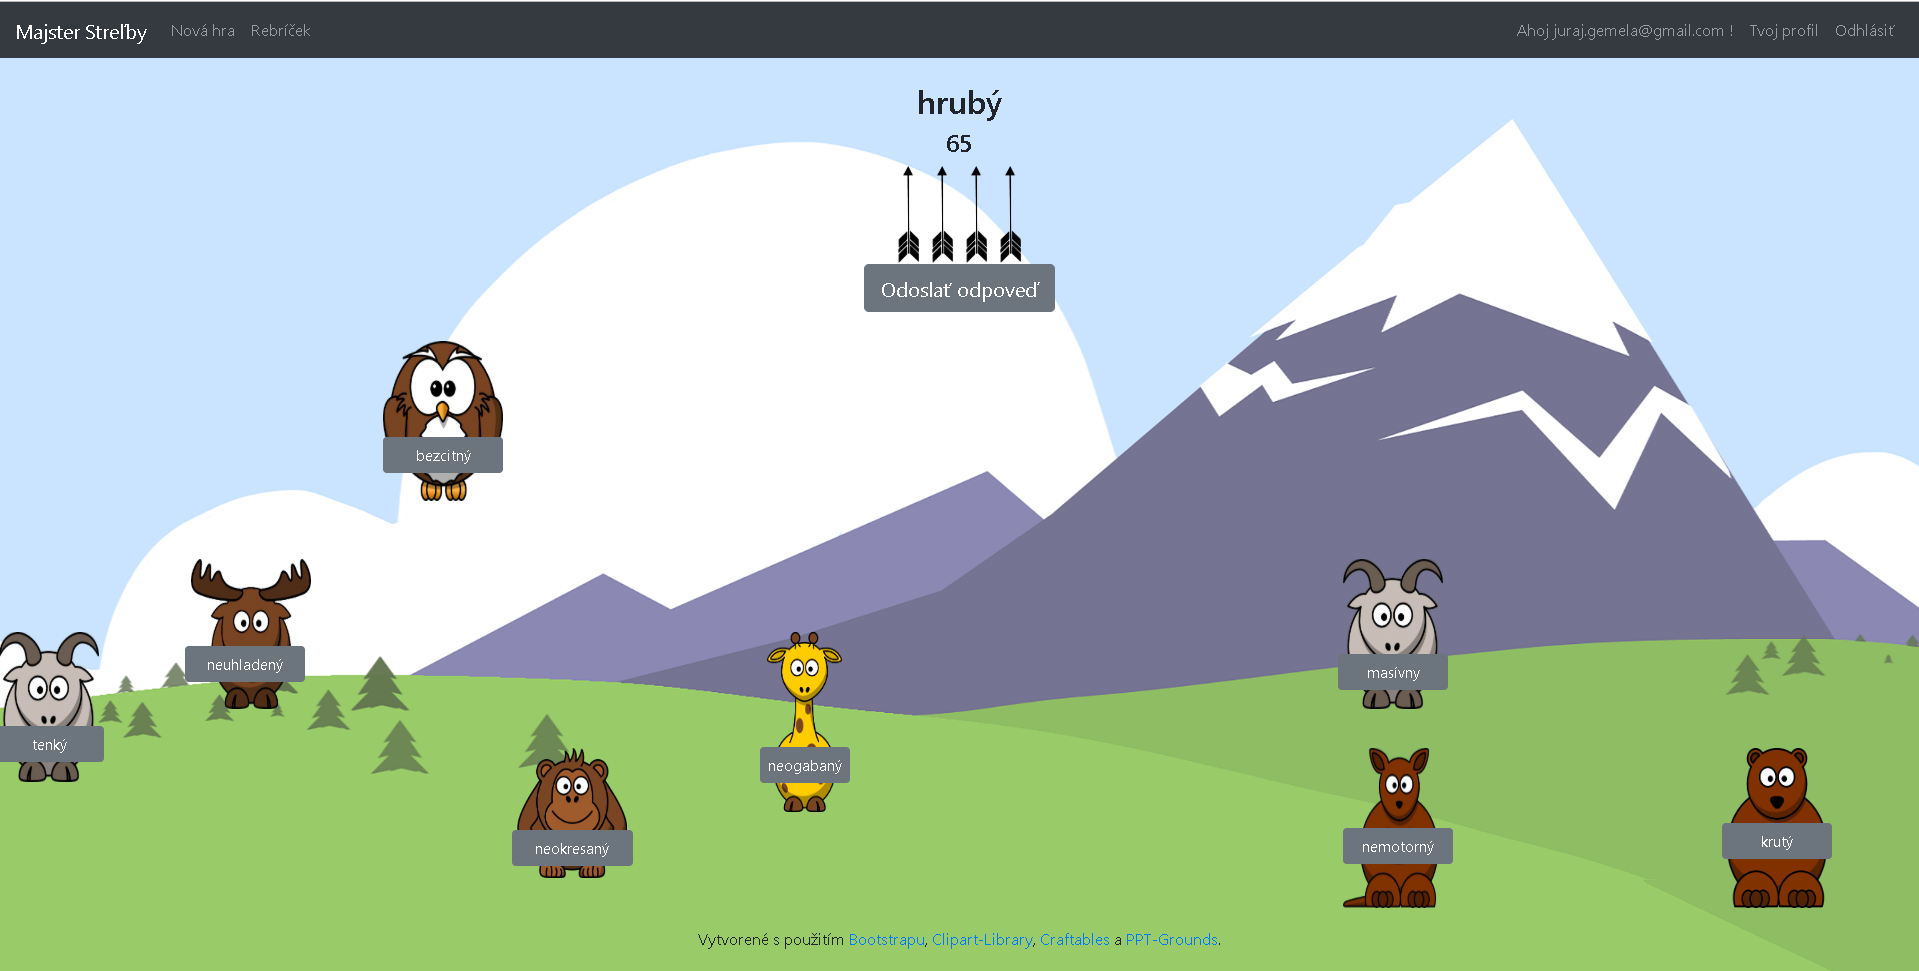 Majster Streľby Nová hra Rebríček Ahoj juraj.gemela@gmail.com ! Tvoj profil Odhlásiť
hrubý
65
Odoslať odpoveď
bezcitný
neuhladený
masívny
tenký
neogabaný
neokresaný
nemotorný
krutý
Vytvorené s použitím Bootstrapu, Clipart-Library, Craftables a PPT-Grounds.